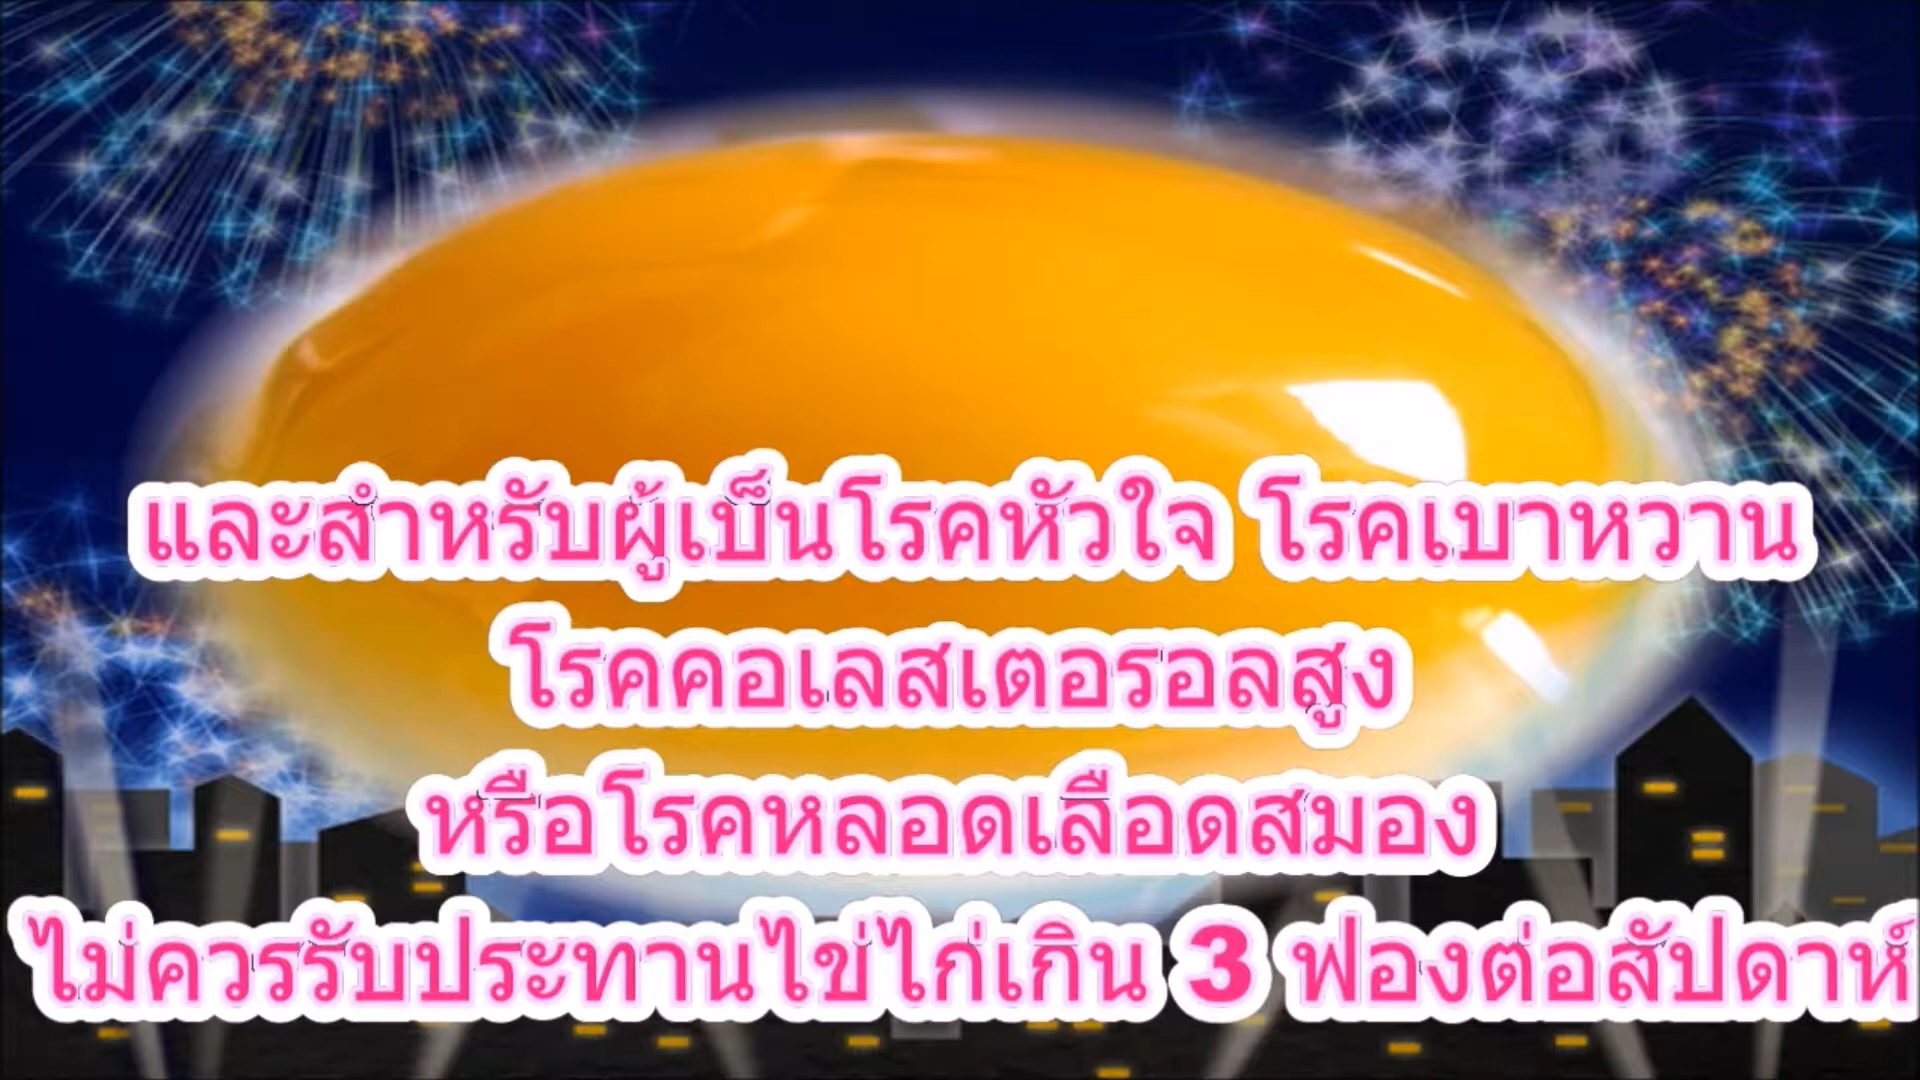 และสำหรับผู้เป็นโรคหัวใจ โรคเบาหวาน
โรคคอเลสเตอรอลสูง
หรือโรคหลอดเลือดสมอง
ไม่ควรรับประทานไข่ไก่เกิน 3 ฟองต่อสัปดาห์